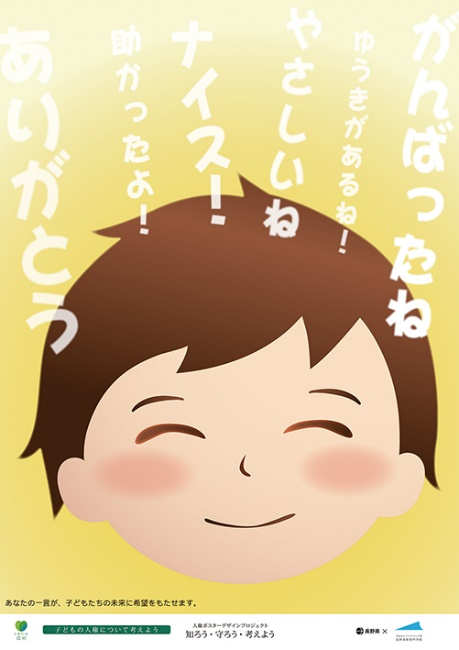 がんばったね
ゆうきがあるね!
やさしいね
ナイス!
助かったよ!
ありがとう
あなたの一言が、子どもたちの未来に希望をもたせます。
子どもの人権について考えよう
人権ポスターデザインプロジェクト
知ろう・守ろう・考えよう
長野県×